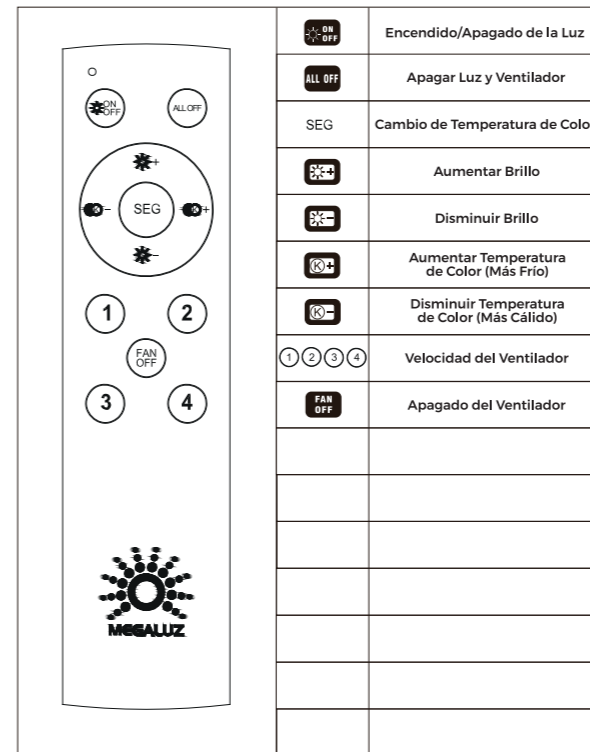 ON
OFF
ALL OFF
+
K- SEG K+
-
1 2
FAN
OFF
3 4
MEGALUZ
ON
OFF Encendido/Apagado de la Luz
ALL OFF Apagar Luz y Ventilador
SEG Cambio de Temperatura de Colo
+ Aumentar Brillo
- Disminuir Brillo
K+ Aumentar Temperatura
de Color (Más Frío)
K- Disminuir Temperatura
de Color (Más Cálido)
1 2 3 4 Velocidad del Ventilador
FAN
OFF Apagado del Ventilador